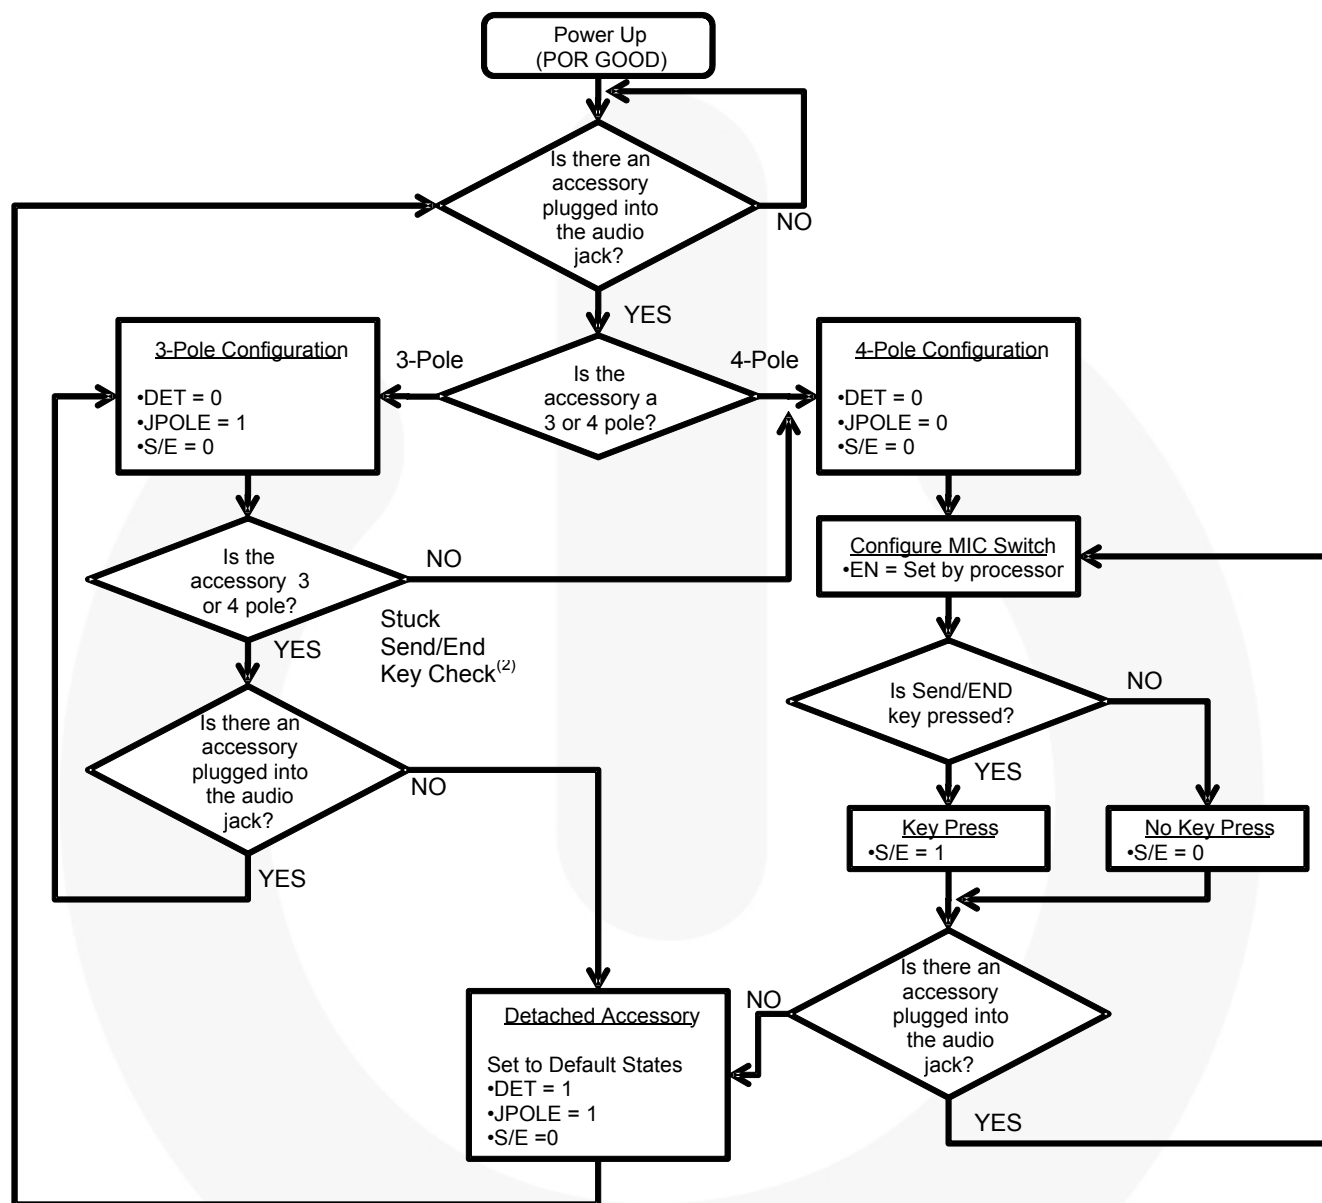 Power Up
(POR GOOD)
Is there an
accessory
plugged into
the audio
jack?
NO
YES
3-Pole Configuration
•DET = 0
•JPOLE = 1
•S/E = 0
3-Pole
Is the
accessory a
3 or 4 pole?
4-Pole
4-Pole Configuration
•DET = 0
•JPOLE = 0
•S/E = 0
Is the
accessory 3
or 4 pole?
NO
YES
Stuck
Send/End
Key Check(2)
Configure MIC Switch
•EN = Set by processor
Is Send/END
key pressed?
NO
YES
Is there an
accessory
plugged into
the audio
jack?
NO
YES
Key Press
•S/E = 1
No Key Press
•S/E = 0
Is there an
accessory
plugged into
the audio
jack?
NO
YES
Detached Accessory
Set to Default States
•DET = 1
•JPOLE = 1
•S/E =0